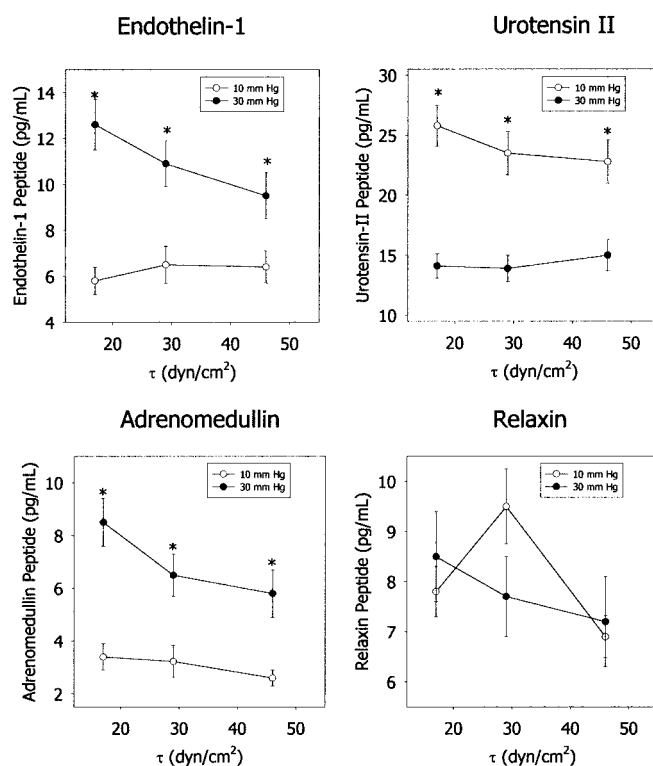 Endothelin-1
Endothelin-1 Peptide (pg/mL)
14
12
10
8
6
4
10 mm Hg
30 mm Hg
*
*
*
20
30
40
50
τ (dyn/cm²)
Urotensin II
Urotensin-II Peptide (pg/mL)
30
25
20
15
10
10 mm Hg
30 mm Hg
*
*
*
20
30
40
50
τ (dyn/cm²)
Adrenomedullin
Adrenomedullin Peptide (pg/mL)
10
8
6
4
2
10 mm Hg
30 mm Hg
*
*
*
20
30
40
50
τ (dyn/cm²)
Relaxin
Relaxin Peptide (pg/mL)
10
9
8
7
6
10 mm Hg
30 mm Hg
20
30
40
50
τ (dyn/cm²)